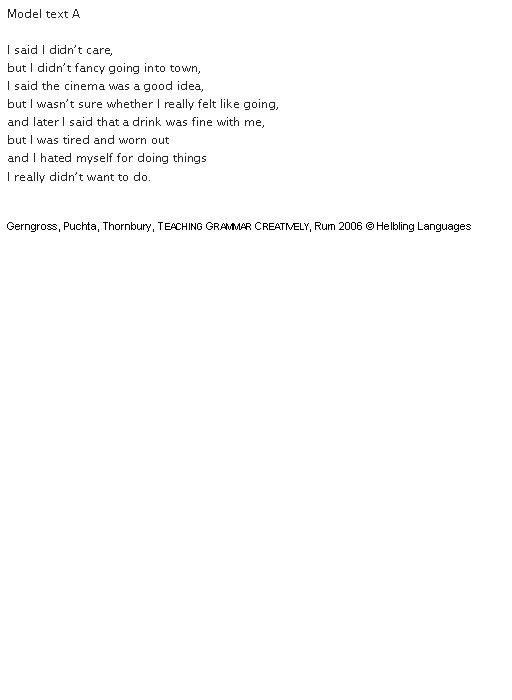 Model text A
I said I didn’t care,
but I didn’t fancy going into town,
I said the cinema was a good idea,
but I wasn’t sure whether I really felt like going,
and later I said that a drink was fine with me,
but I was tired and worn out
and I hated myself for doing things
I really didn’t want to do.
Gerngross, Puchta, Thornbury, TEACHING GRAMMAR CREATIVELY, Rum 2006 © Helbling Languages